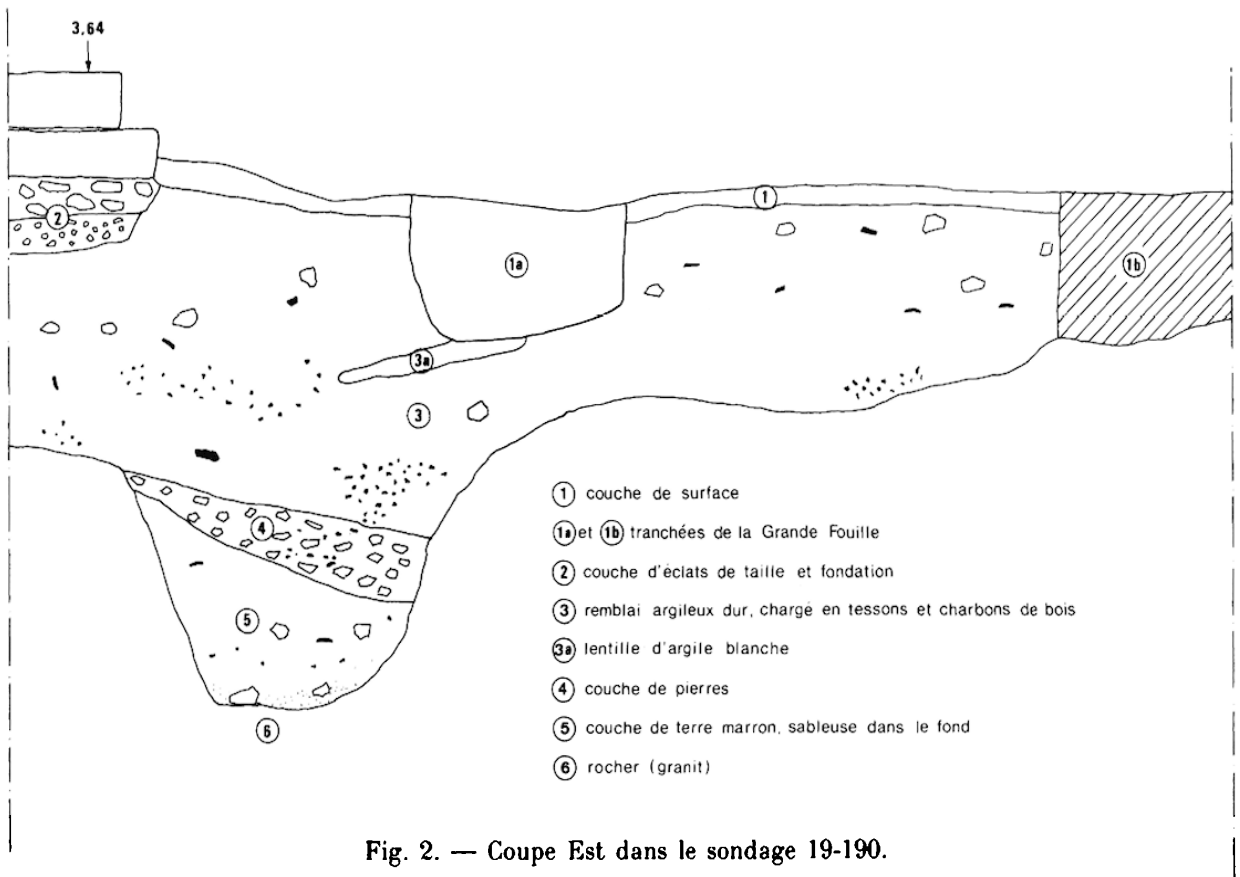 3,64
2
1
1a
1b
3a
3
4
5
6
1 couche de surface
1a et 1b tranchées de la Grande Fouille
2 couche d'éclats de taille et fondation
3 remblai argileux dur, chargé en tessons et charbons de bois
3a lentille d'argile blanche
4 couche de pierres
5 couche de terre marron, sableuse dans le fond
6 rocher (granit)
Fig. 2. — Coupe Est dans le sondage 19-190.